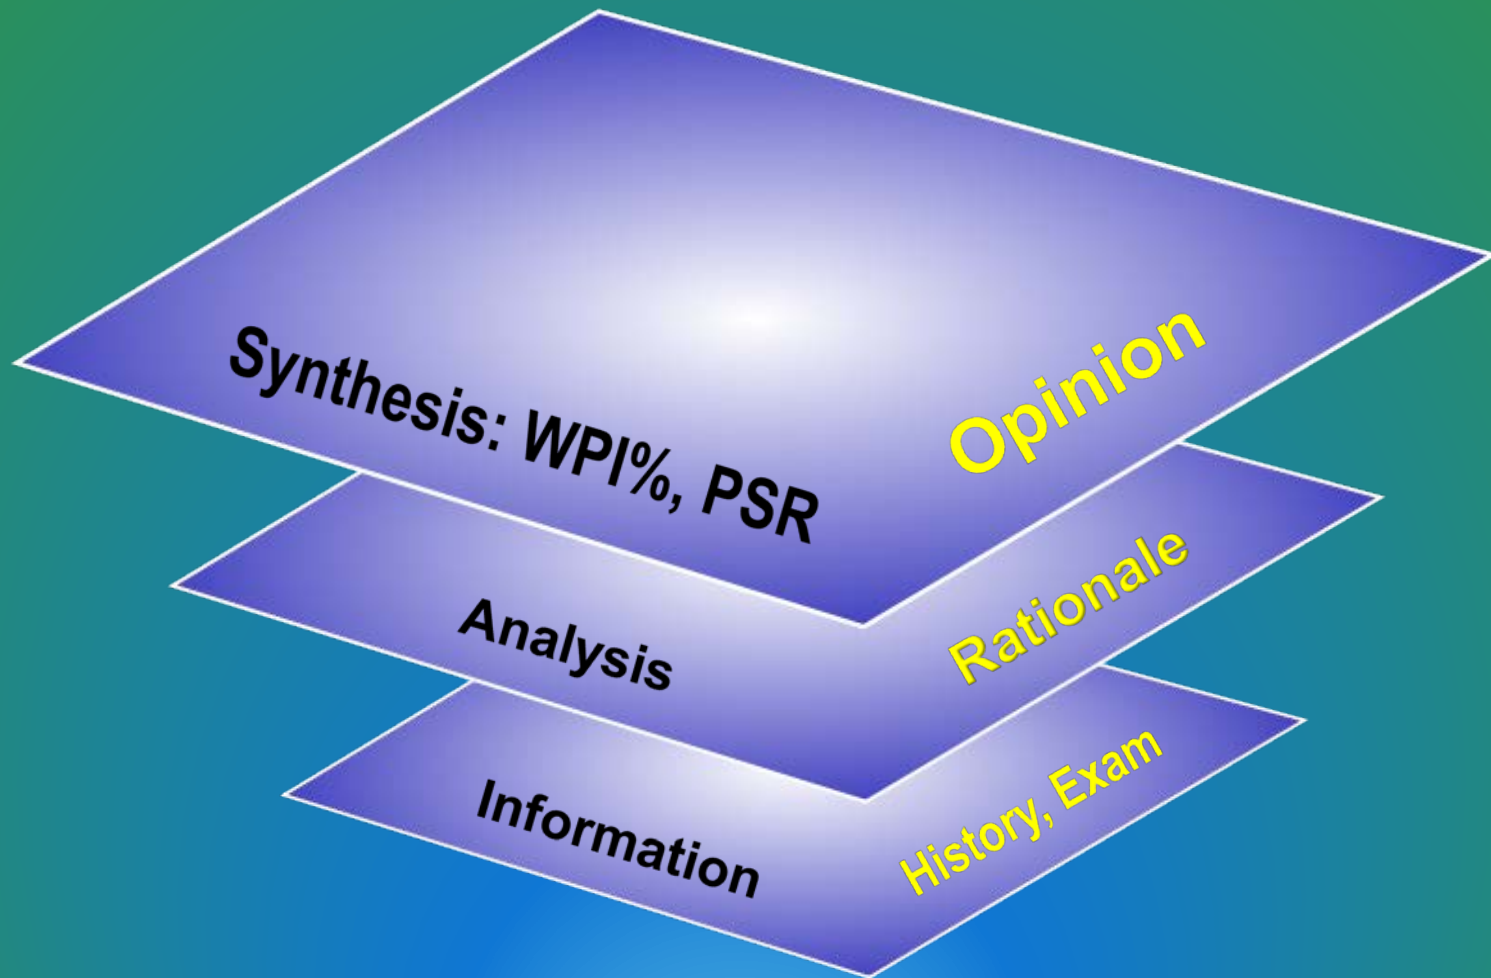 Synthesis: WPI%, PSR
Opinion
Analysis
Rationale
Information
History, Exam